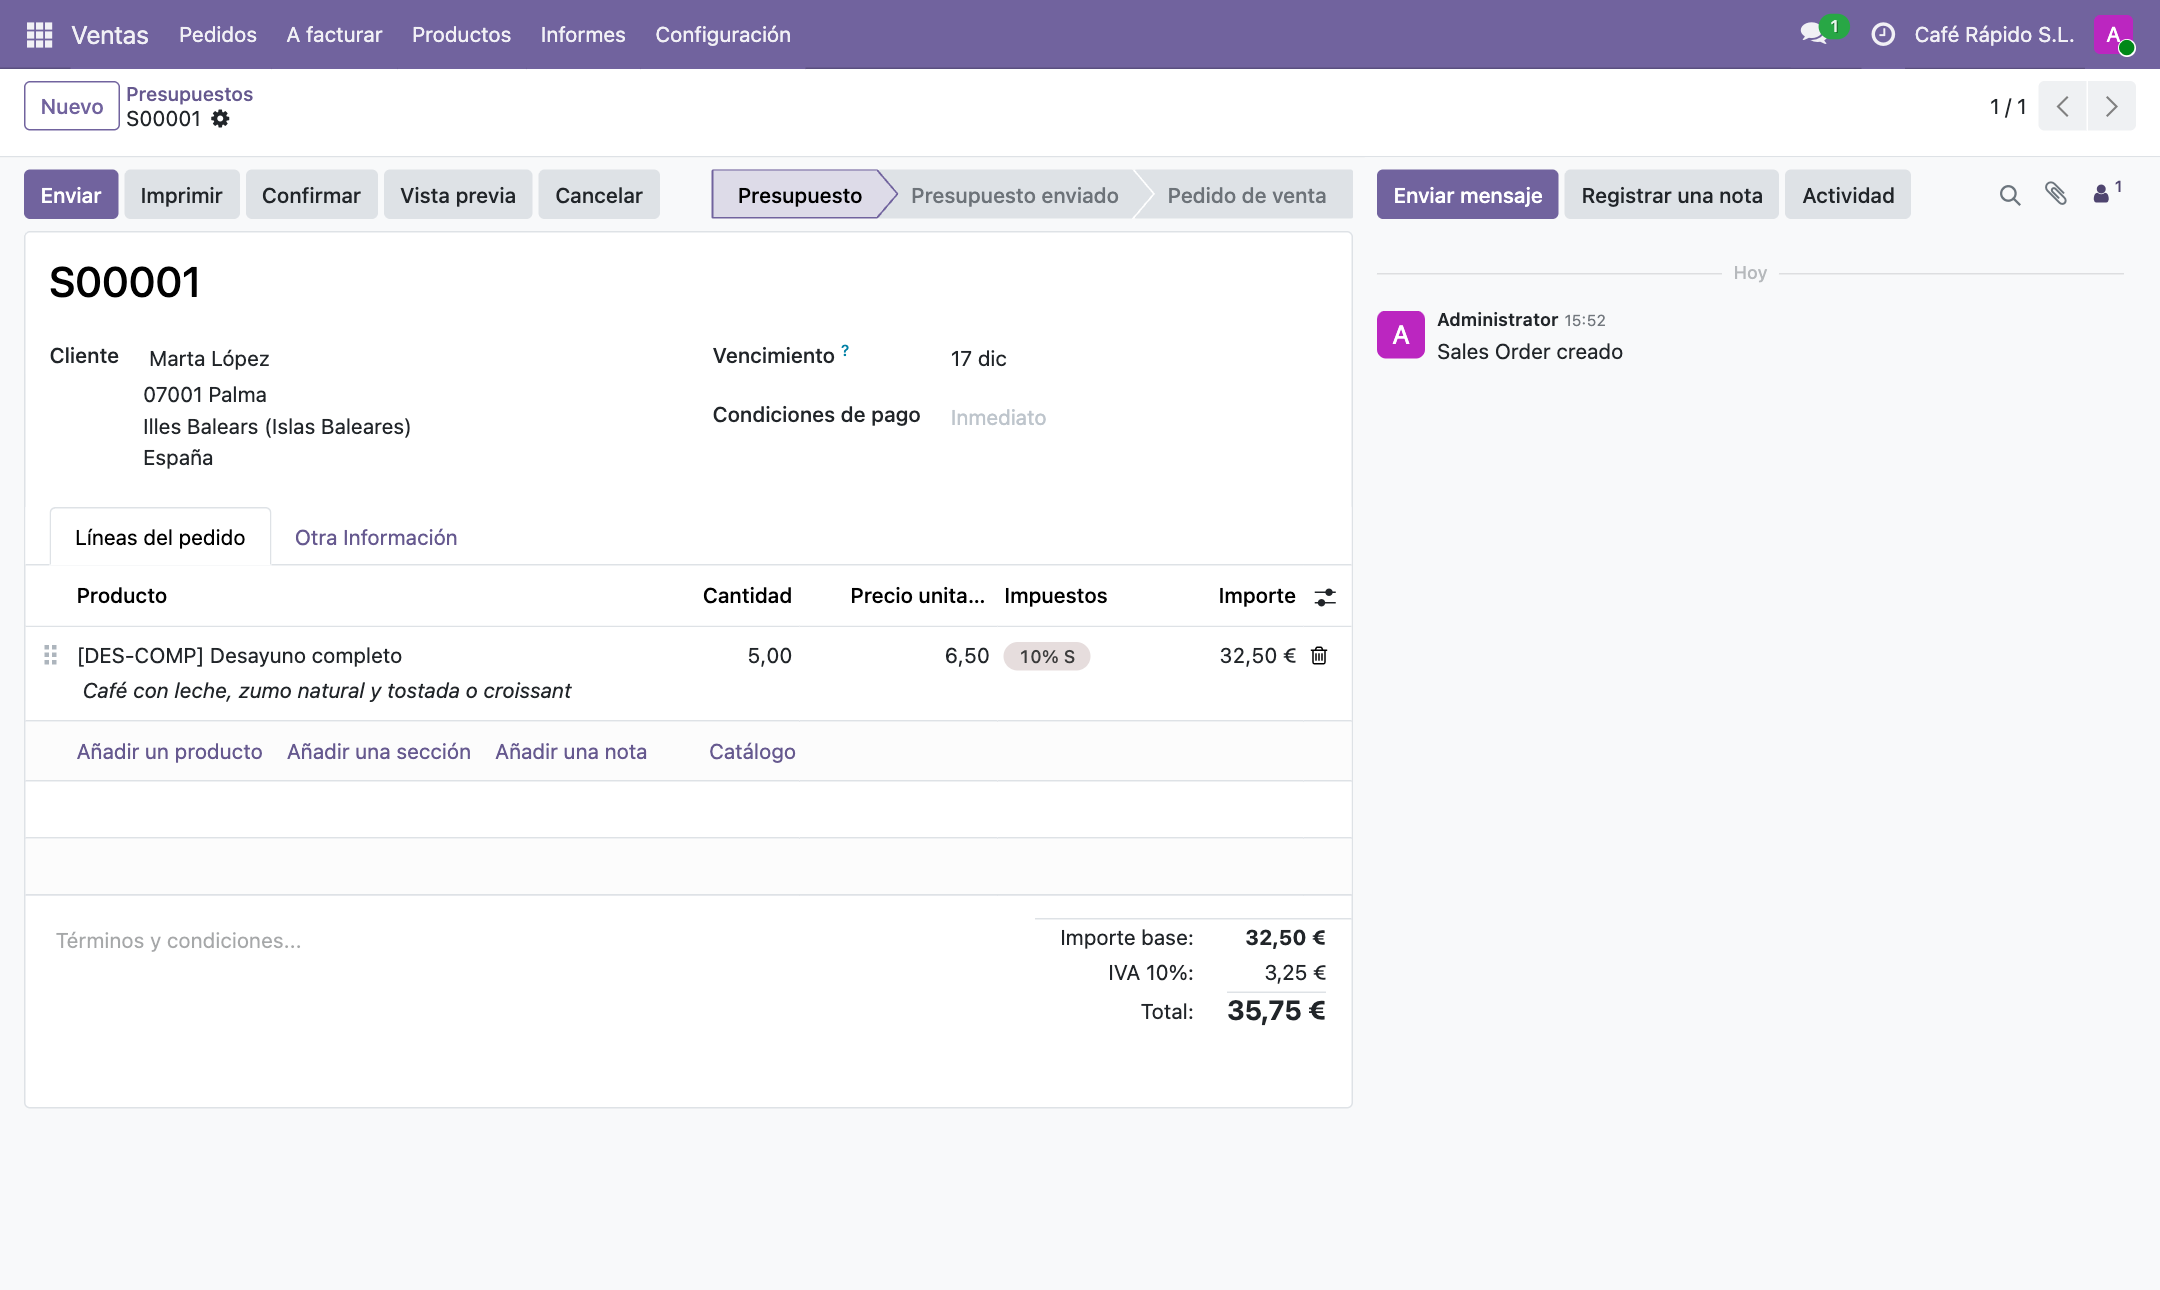 Ventas Pedidos A facturar Productos Informes Configuración 1 Café Rápido S.L. A
Nuevo Presupuestos
S00001
1 / 1
Enviar Imprimir Confirmar Vista previa Cancelar Presupuesto Presupuesto enviado Pedido de venta Enviar mensaje Registrar una nota Actividad 1
S00001
Cliente Marta López
07001 Palma
Illes Balears (Islas Baleares)
España
Vencimiento ? 17 dic
Condiciones de pago Inmediato
Líneas del pedido Otra Información
Producto Cantidad Precio unita... Impuestos Importe
[DES-COMP] Desayuno completo 5,00 6,50 10% S 32,50 €
Café con leche, zumo natural y tostada o croissant
Añadir un producto Añadir una sección Añadir una nota Catálogo
Términos y condiciones...
Importe base: 32,50 €
IVA 10%: 3,25 €
Total: 35,75 €
Hoy
A
Administrator 15:52
Sales Order creado